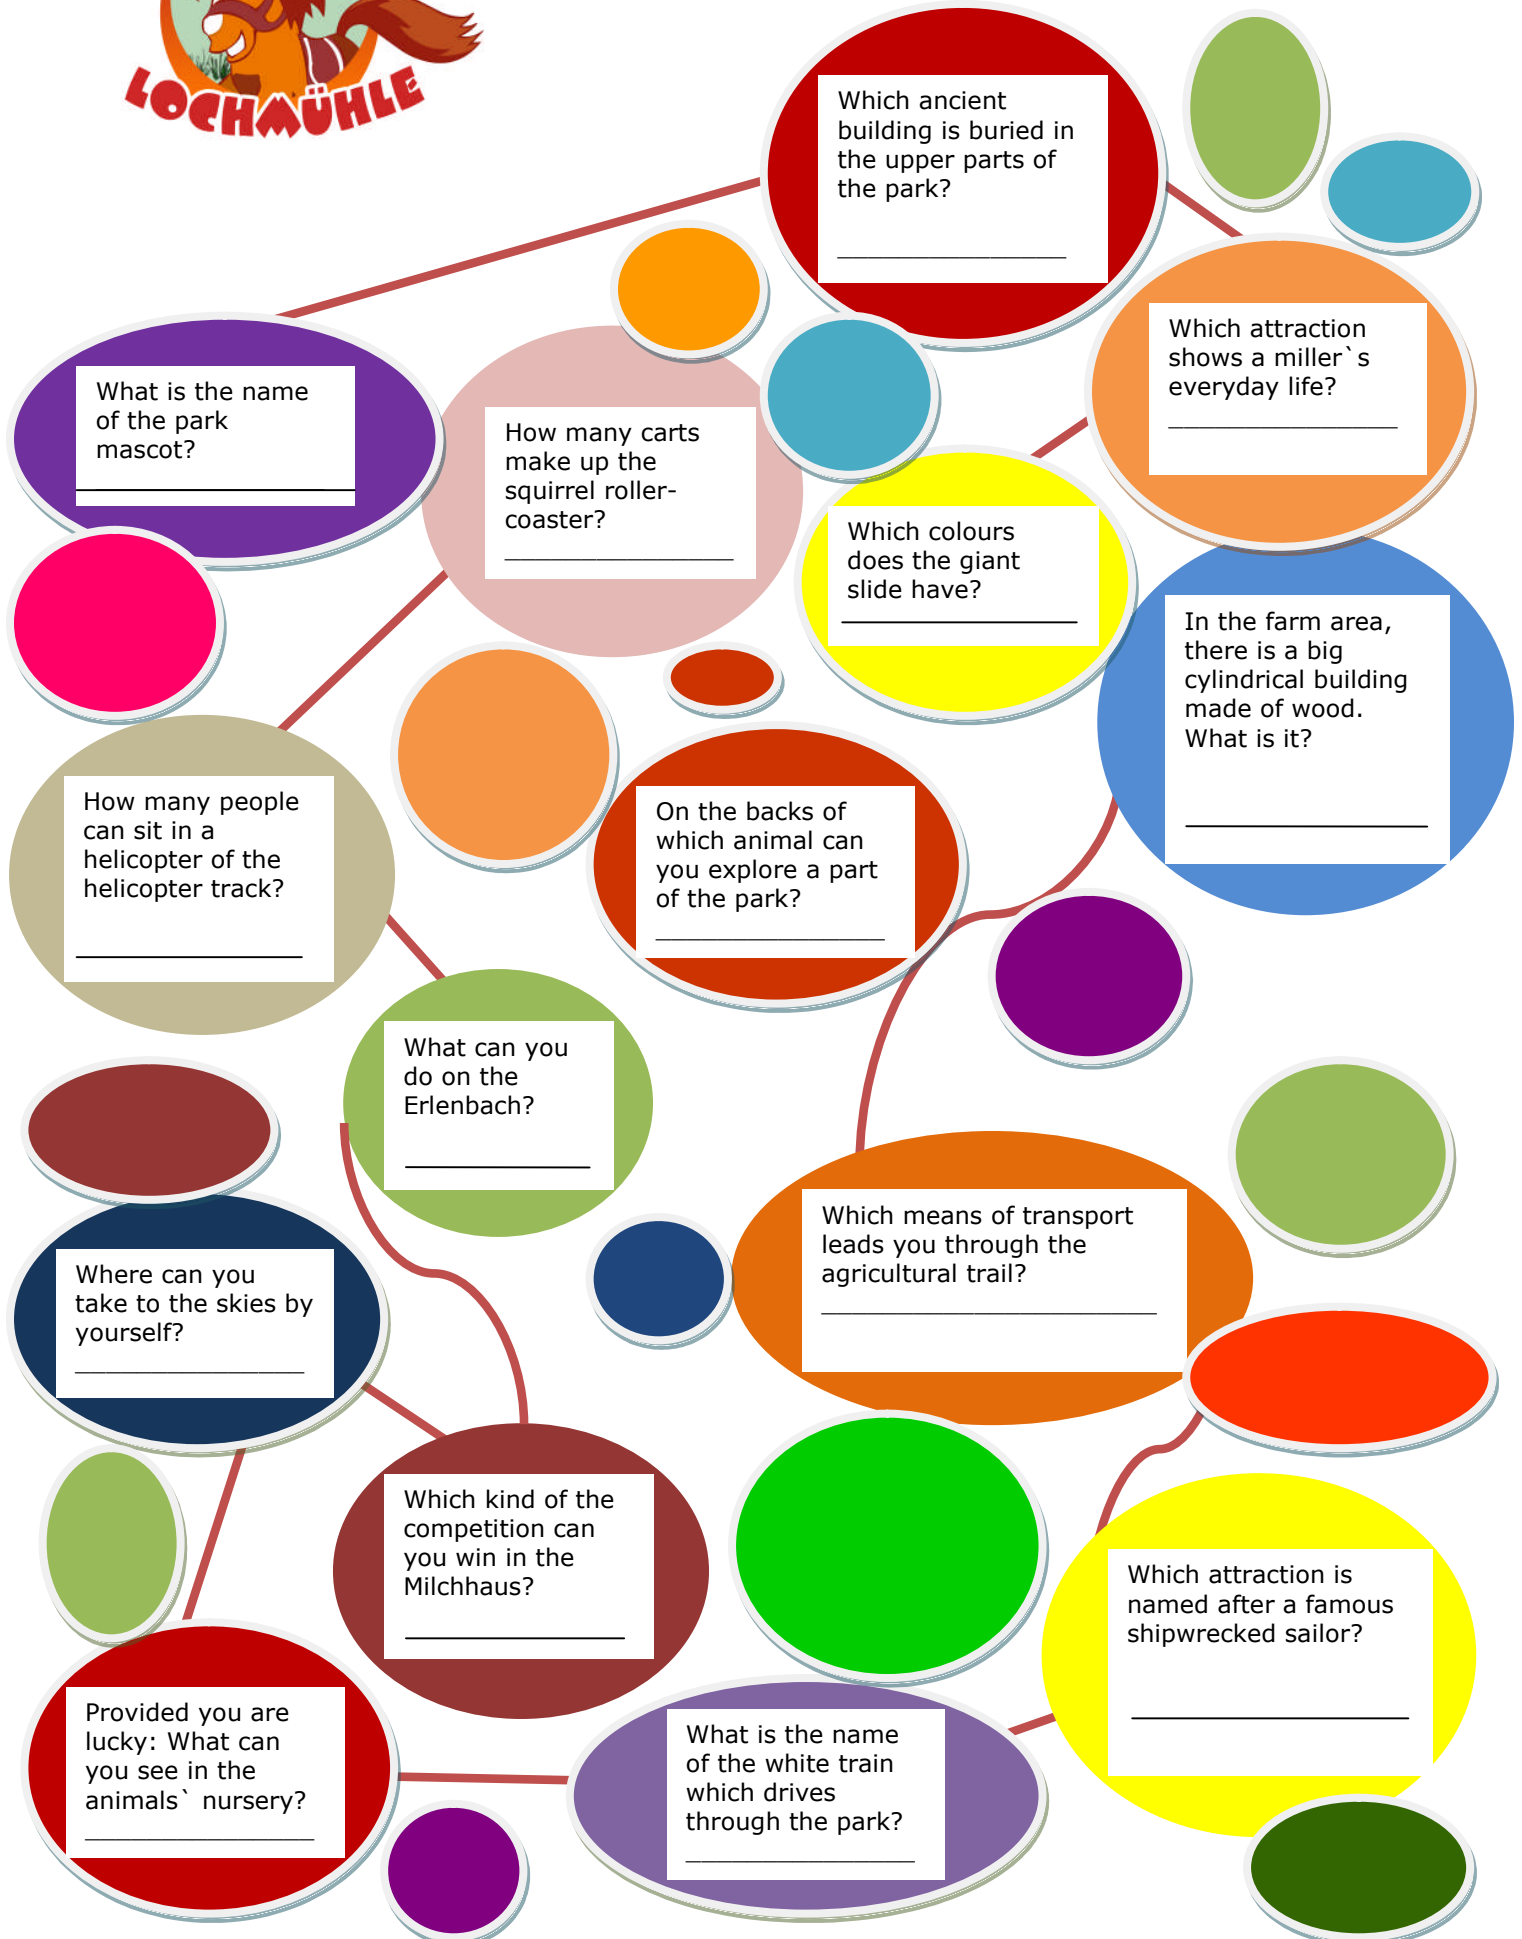 LOCHMÜHLE
Which ancient
building is buried in
the upper parts of
the park?
Which attraction
shows a miller`s
everyday life?
What is the name
of the park
mascot?
How many carts
make up the
squirrel roller-
coaster?
Which colours
does the giant
slide have?
In the farm area,
there is a big
cylindrical building
made of wood.
What is it?
How many people
can sit in a
helicopter of the
helicopter track?
On the backs of
which animal can
you explore a part
of the park?
What can you
do on the
Erlenbach?
Which means of transport
leads you through the
agricultural trail?
Where can you
take to the skies by
yourself?
Which kind of the
competition can
you win in the
Milchhaus?
Which attraction is
named after a famous
shipwrecked sailor?
Provided you are
lucky: What can
you see in the
animals` nursery?
What is the name
of the white train
which drives
through the park?